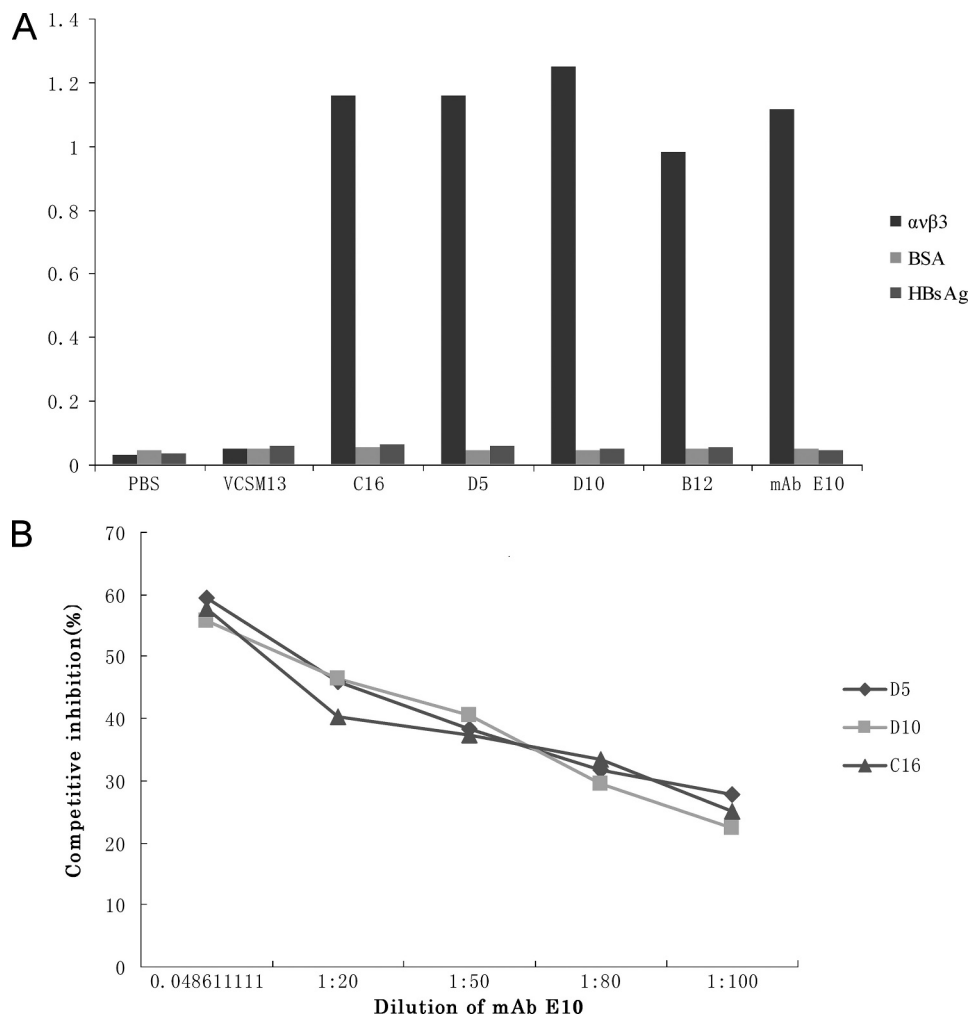 A
1.4
1.2
1
0.8
0.6
0.4
0.2
0
PBS VCSM13 C16 D5 D10 B12 mAb E10
ανβ3
BSA
HBsAg
B
Competitive inhibition(%)
70
60
50
40
30
20
10
0
0.048611111 1:20 1:50 1:80 1:100
Dilution of mAb E10
D5
D10
C16